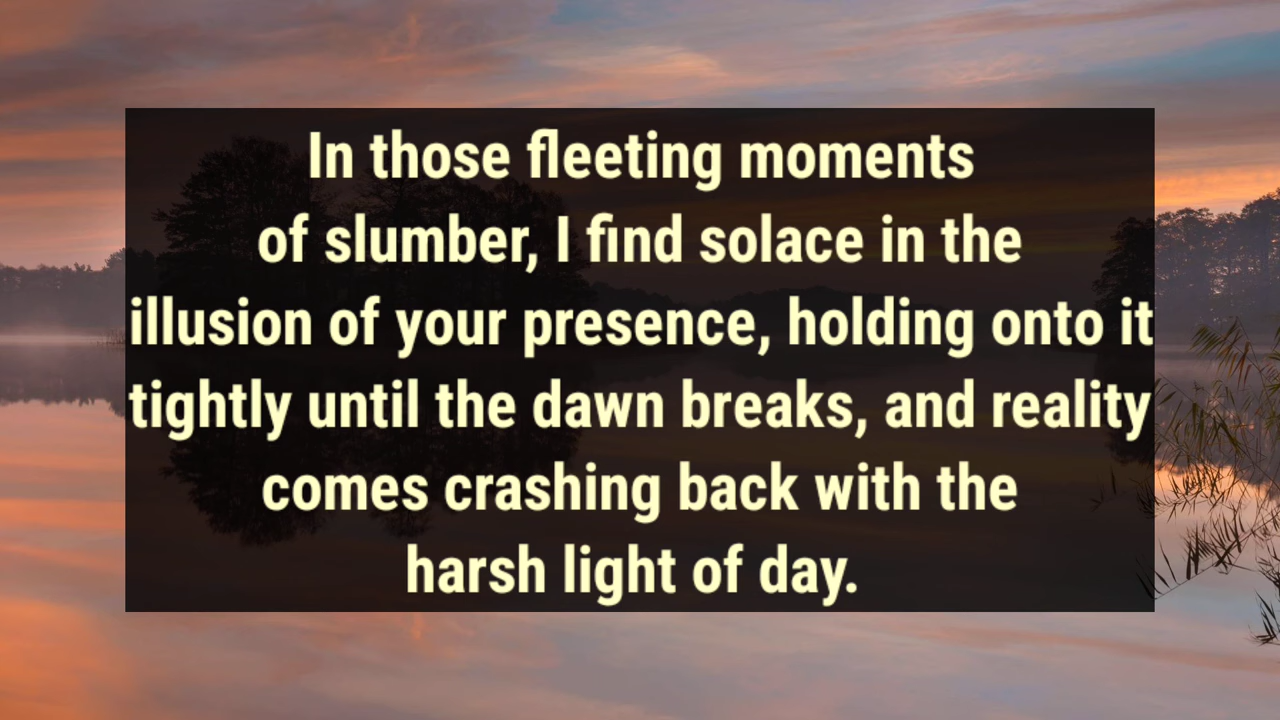 In those fleeting moments
of slumber, I find solace in the
illusion of your presence, holding onto it
tightly until the dawn breaks, and reality
comes crashing back with the
harsh light of day.